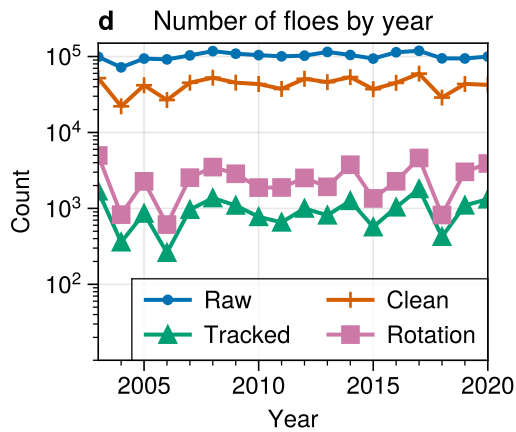 d Number of floes by year
Count
10⁵
10⁴
10³
10²
Raw
Clean
Tracked
Rotation
2005 2010 2015 2020
Year